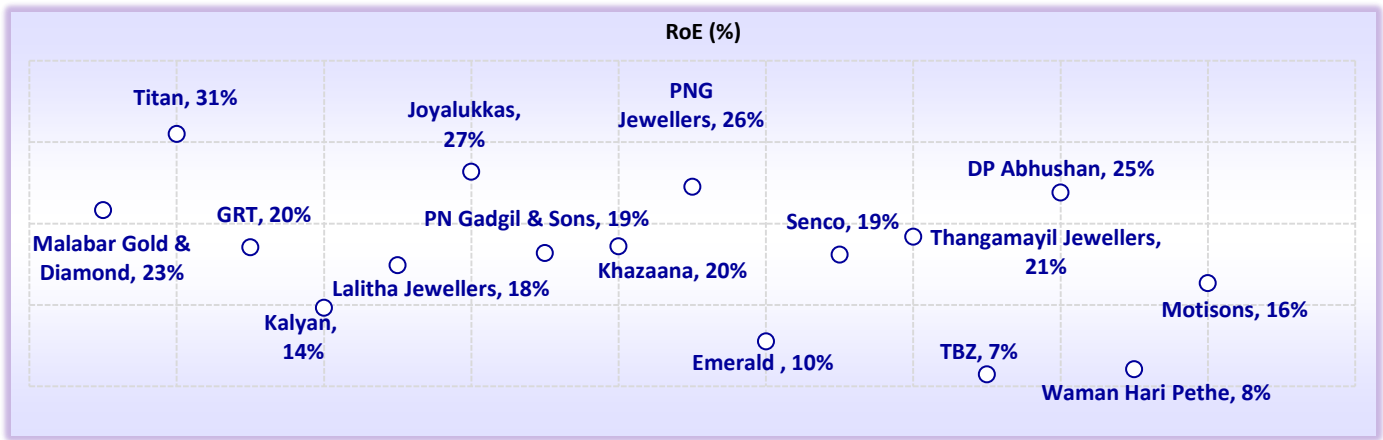 RoE (%)
Titan, 31%
Joyalukkas,
27%
PNG
Jewellers, 26%
DP Abhushan, 25%
GRT, 20%
PN Gadgil & Sons, 19%
Senco, 19%
Malabar Gold &
Diamond, 23%
Thangamayil Jewellers,
21%
Khazaana, 20%
Lalitha Jewellers, 18%
Motisons, 16%
Kalyan,
14%
Emerald , 10%
TBZ, 7%
Waman Hari Pethe, 8%